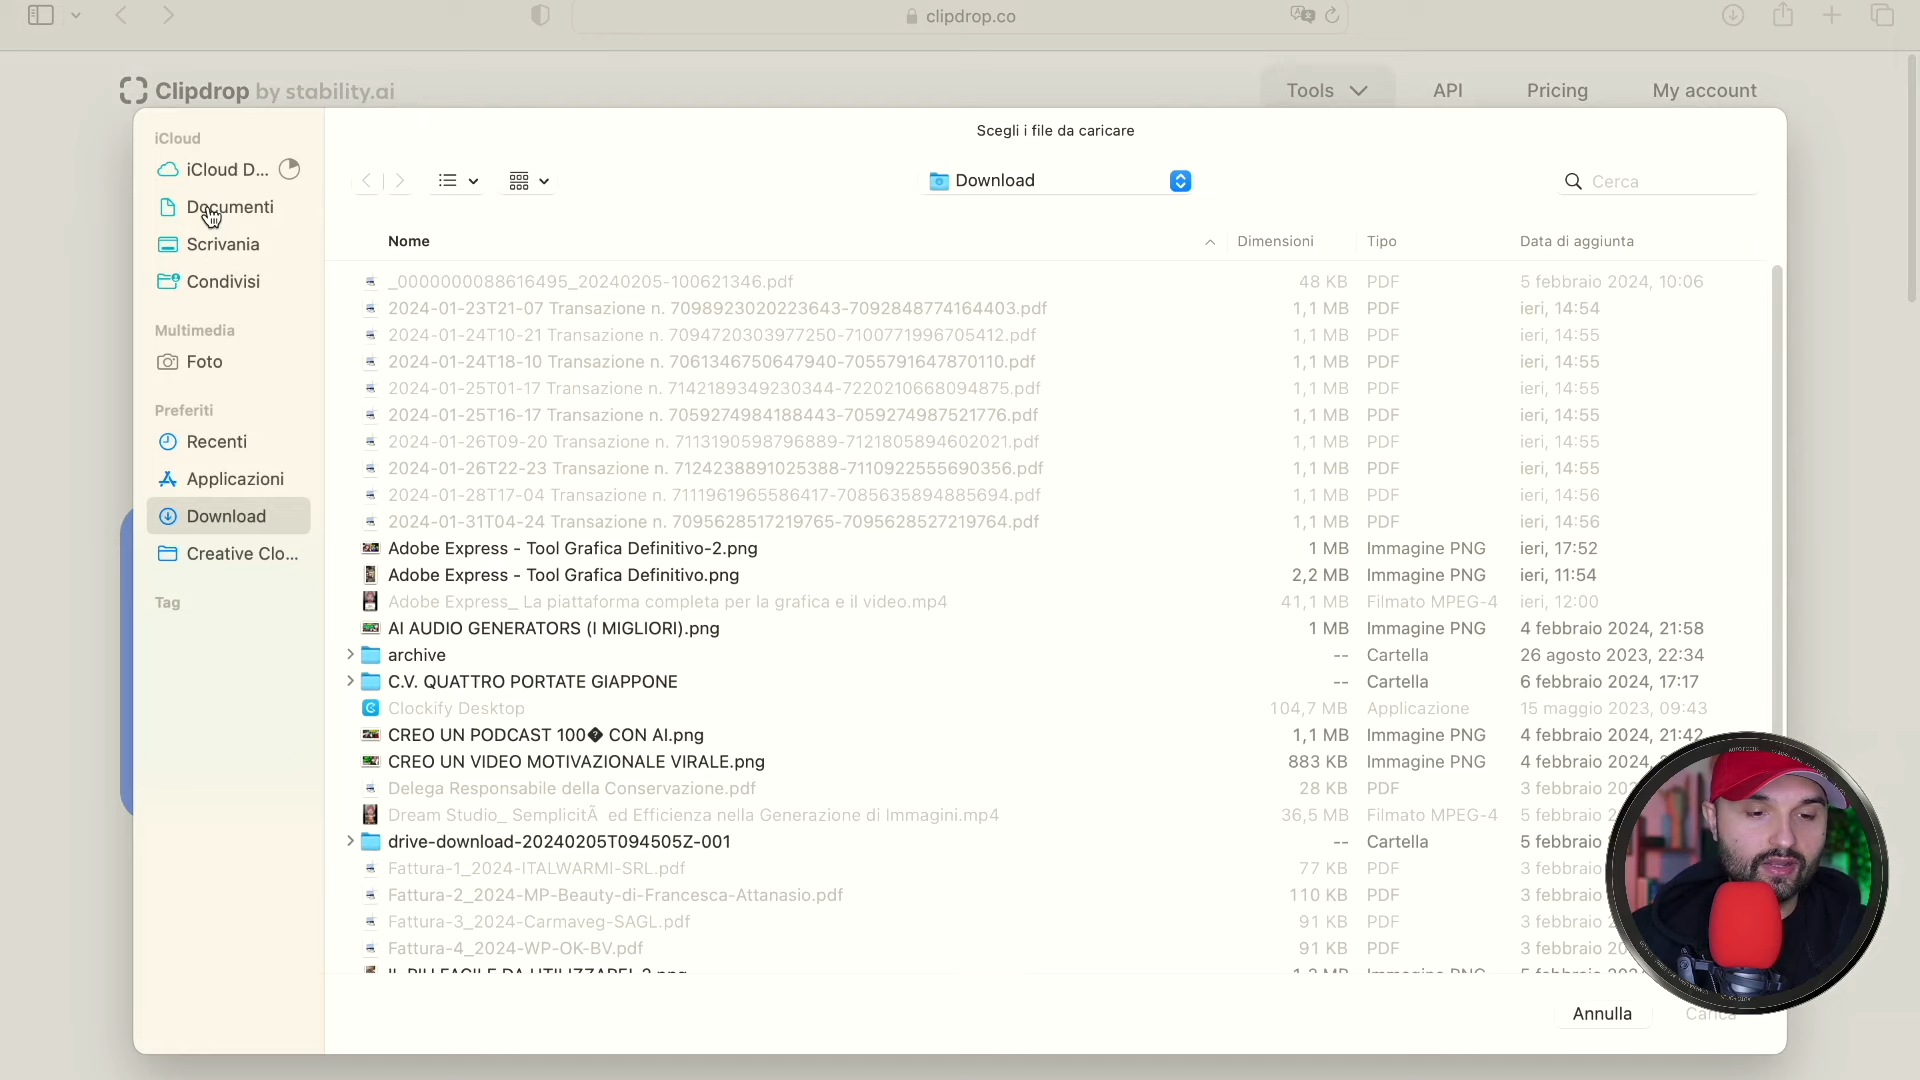 clipdrop.co
Clipdrop by stability.ai
Tools
API
Pricing
My account
iCloud
iCloud D...
Documenti
Scrivania
Condivisi
Multimedia
Foto
Preferiti
Recenti
Applicazioni
Download
Creative Clo...
Tag
Scegli i file da caricare
Download
Cerca
Nome Dimensioni Tipo Data di aggiunta
_0000000088616495_20240205-100621346.pdf 48 KB PDF 5 febbraio 2024, 10:06
2024-01-23T21-07 Transazione n. 7098923020223643-7092848774164403.pdf 1,1 MB PDF ieri, 14:54
2024-01-24T10-21 Transazione n. 7094720303977250-7100771996705412.pdf 1,1 MB PDF ieri, 14:55
2024-01-24T18-10 Transazione n. 7061346750647940-7055791647870110.pdf 1,1 MB PDF ieri, 14:55
2024-01-25T01-17 Transazione n. 7142189349230344-7220210668094875.pdf 1,1 MB PDF ieri, 14:55
2024-01-25T16-17 Transazione n. 7059274984188443-7059274987521776.pdf 1,1 MB PDF ieri, 14:55
2024-01-26T09-20 Transazione n. 7113190598796889-7121805894602021.pdf 1,1 MB PDF ieri, 14:55
2024-01-26T22-23 Transazione n. 7124238891025388-7110922555690356.pdf 1,1 MB PDF ieri, 14:55
2024-01-28T17-04 Transazione n. 7111961965586417-7085635894885694.pdf 1,1 MB PDF ieri, 14:56
2024-01-31T04-24 Transazione n. 7095628517219765-7095628527219764.pdf 1,1 MB PDF ieri, 14:56
Adobe Express - Tool Grafica Definitivo-2.png 1 MB Immagine PNG ieri, 17:52
Adobe Express - Tool Grafica Definitivo.png 2,2 MB Immagine PNG ieri, 11:54
Adobe Express_ La piattaforma completa per la grafica e il video.mp4 41,1 MB Filmato MPEG-4 ieri, 12:00
AI AUDIO GENERATORS (I MIGLIORI).png 1 MB Immagine PNG 4 febbraio 2024, 21:58
archive -- Cartella 26 agosto 2023, 22:34
C.V. QUATTRO PORTATE GIAPPONE -- Cartella 6 febbraio 2024, 17:17
Clockify Desktop 104,7 MB Applicazione 15 maggio 2023, 09:43
CREO UN PODCAST 100� CON AI.png 1,1 MB Immagine PNG 4 febbraio 2024, 21:42
CREO UN VIDEO MOTIVAZIONALE VIRALE.png 883 KB Immagine PNG 4 febbraio 2024,
Delega Responsabile della Conservazione.pdf 28 KB PDF 3 febbraio
Dream Studio_ SemplicitÃ ed Efficienza nella Generazione di Immagini.mp4 36,5 MB Filmato MPEG-4 5 febbraio
drive-download-20240205T094505Z-001 -- Cartella 5 febbraio
Fattura-1_2024-ITALWARMI-SRL.pdf 77 KB PDF 3 febbraio
Fattura-2_2024-MP-Beauty-di-Francesca-Attanasio.pdf 110 KB PDF 3 febbraio
Fattura-3_2024-Carmaveg-SAGL.pdf 91 KB PDF 3 febbraio
Fattura-4_2024-WP-OK-BV.pdf 91 KB PDF 3 febbraio
Annulla
Carica